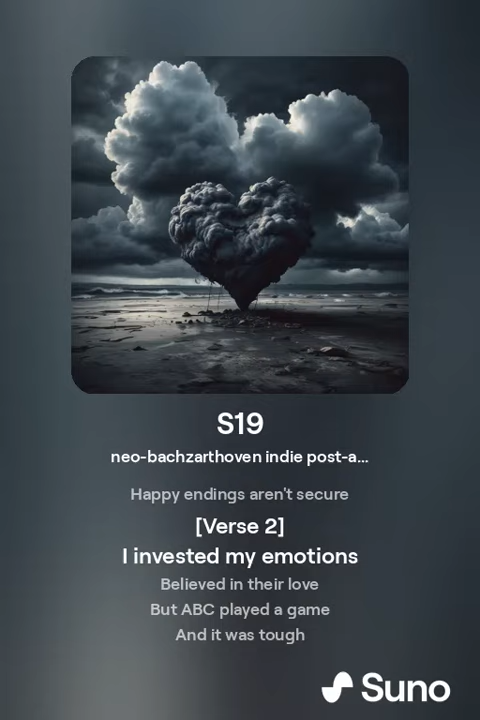 S19
neo-bachzarthoven indie post-a...
Happy endings aren't secure
[Verse 2]
I invested my emotions
Believed in their love
But ABC played a game
And it was tough
Suno